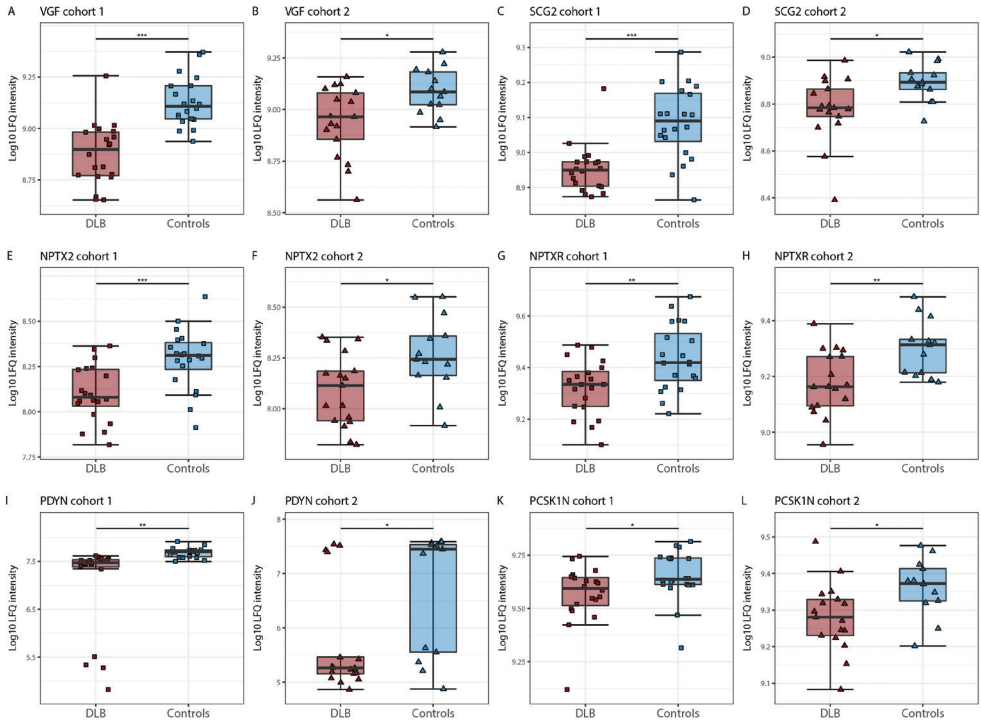 A VGF cohort 1
***
Log10 LFQ intensity
9.25
9.00
8.75
DLB Controls
B VGF cohort 2
*
Log10 LFQ intensity
9.25
9.00
8.75
8.50
DLB Controls
C SCG2 cohort 1
***
Log10 LFQ intensity
9.3
9.2
9.1
9.0
8.9
DLB Controls
D SCG2 cohort 2
*
Log10 LFQ intensity
9.0
8.8
8.6
8.4
DLB Controls
E NPTX2 cohort 1
***
Log10 LFQ intensity
8.50
8.25
8.00
7.75
DLB Controls
F NPTX2 cohort 2
*
Log10 LFQ intensity
8.50
8.25
8.00
DLB Controls
G NPTXR cohort 1
**
Log10 LFQ intensity
9.6
9.4
9.2
DLB Controls
H NPTXR cohort 2
**
Log10 LFQ intensity
9.4
9.2
9.0
DLB Controls
I PDYN cohort 1
**
Log10 LFQ intensity
7.5
6.5
5.5
DLB Controls
J PDYN cohort 2
*
Log10 LFQ intensity
8
7
6
5
DLB Controls
K PCSK1N cohort 1
*
Log10 LFQ intensity
9.75
9.50
9.25
DLB Controls
L PCSK1N cohort 2
*
Log10 LFQ intensity
9.5
9.4
9.3
9.2
9.1
DLB Controls